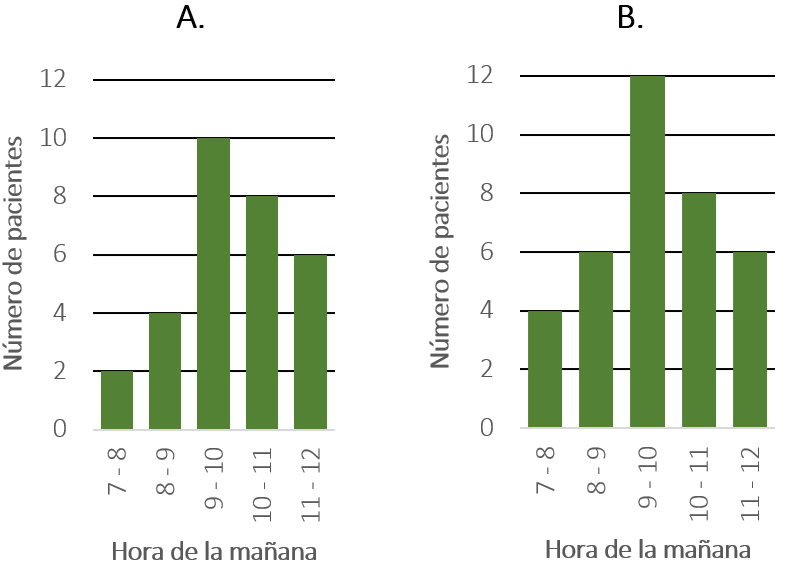 A.
Número de pacientes
12
10
8
6
4
2
0
7 - 8
8 - 9
9 - 10
10 - 11
11 - 12
Hora de la mañana
B.
Número de pacientes
12
10
8
6
4
2
0
7 - 8
8 - 9
9 - 10
10 - 11
11 - 12
Hora de la mañana